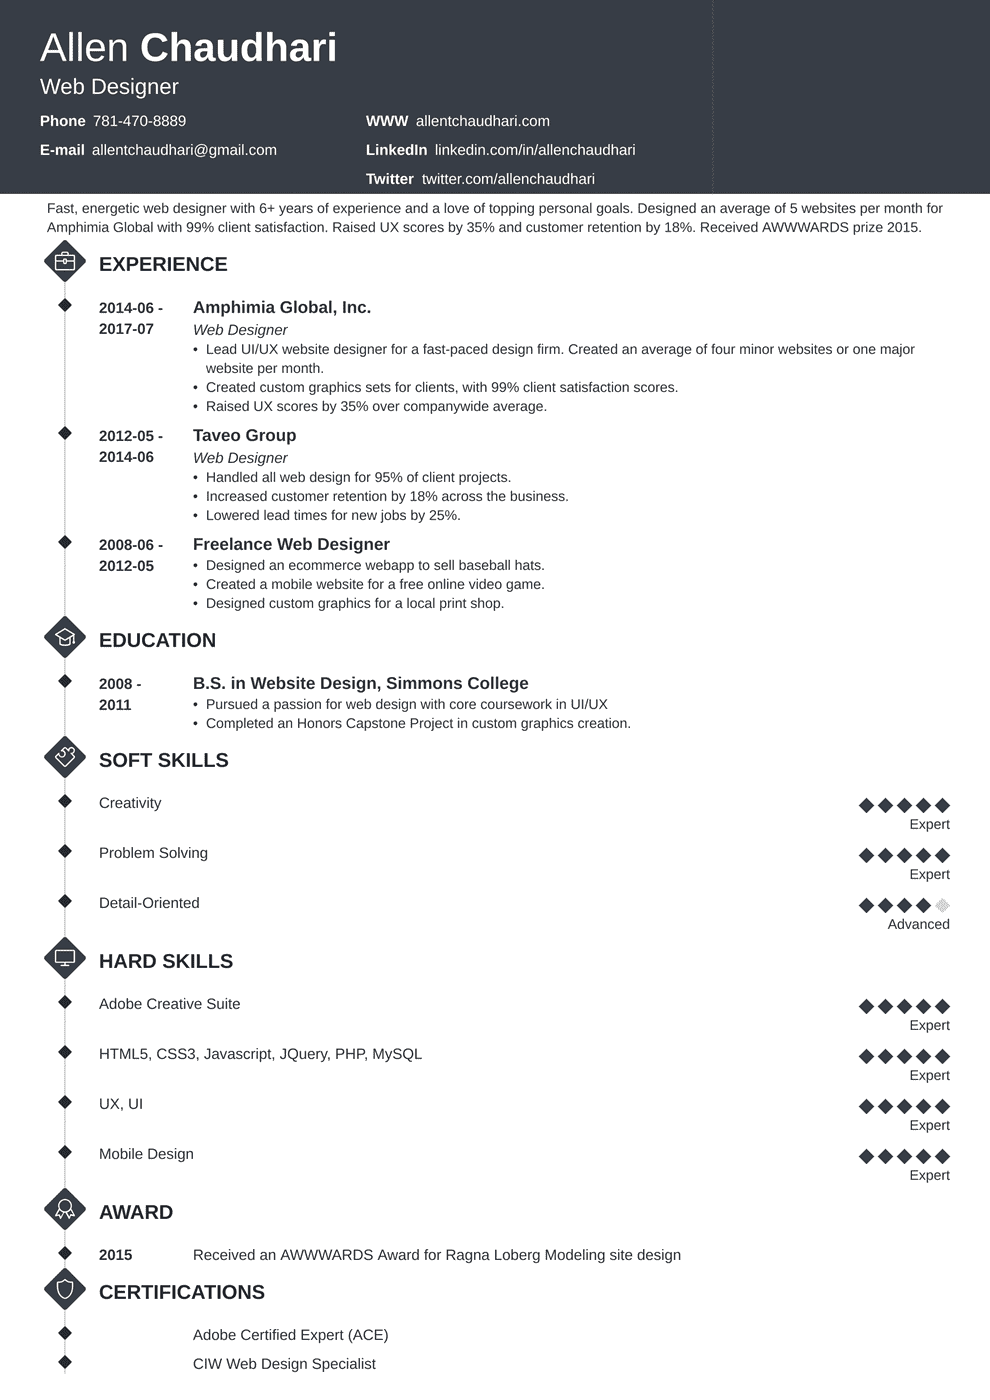 Allen Chaudhari
Web Designer
Phone 781-470-8889
WWW allentchaudhari.com
E-mail allentchaudhari@gmail.com
LinkedIn linkedin.com/in/allenchaudhari
Twitter twitter.com/allenchaudhari
Fast, energetic web designer with 6+ years of experience and a love of topping personal goals. Designed an average of 5 websites per month for
Amphimia Global with 99% client satisfaction. Raised UX scores by 35% and customer retention by 18%. Received AWWWARDS prize 2015.
EXPERIENCE
2014-06 -
2017-07
Amphimia Global, Inc.
Web Designer
• Lead UI/UX website designer for a fast-paced design firm. Created an average of four minor websites or one major
website per month.
• Created custom graphics sets for clients, with 99% client satisfaction scores.
• Raised UX scores by 35% over companywide average.
2012-05 -
2014-06
Taveo Group
Web Designer
• Handled all web design for 95% of client projects.
• Increased customer retention by 18% across the business.
• Lowered lead times for new jobs by 25%.
2008-06 -
2012-05
Freelance Web Designer
• Designed an ecommerce webapp to sell baseball hats.
• Created a mobile website for a free online video game.
• Designed custom graphics for a local print shop.
EDUCATION
2008 -
2011
B.S. in Website Design, Simmons College
• Pursued a passion for web design with core coursework in UI/UX
• Completed an Honors Capstone Project in custom graphics creation.
SOFT SKILLS
Creativity
Expert
Problem Solving
Expert
Detail-Oriented
Advanced
HARD SKILLS
Adobe Creative Suite
Expert
HTML5, CSS3, Javascript, JQuery, PHP, MySQL
Expert
UX, UI
Expert
Mobile Design
Expert
AWARD
2015 Received an AWWWARDS Award for Ragna Loberg Modeling site design
CERTIFICATIONS
Adobe Certified Expert (ACE)
CIW Web Design Specialist